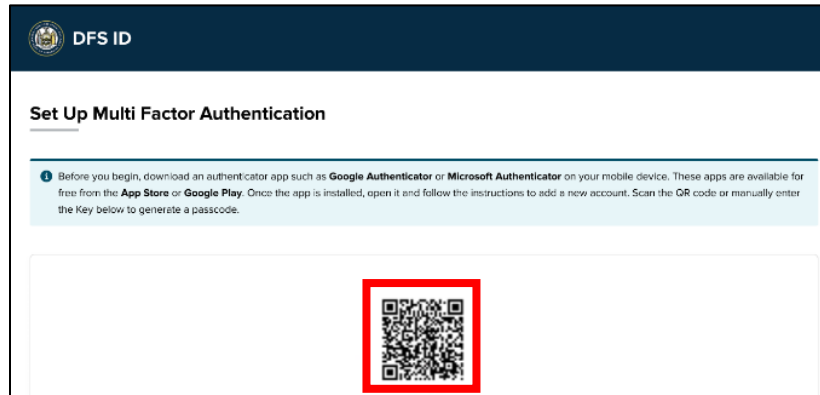 DFS ID
Set Up Multi Factor Authentication
Before you begin, download an authenticator app such as Google Authenticator or Microsoft Authenticator on your mobile device. These apps are available for
free from the App Store or Google Play. Once the app is installed, open it and follow the instructions to add a new account. Scan the QR code or manually enter
the Key below to generate a passcode.